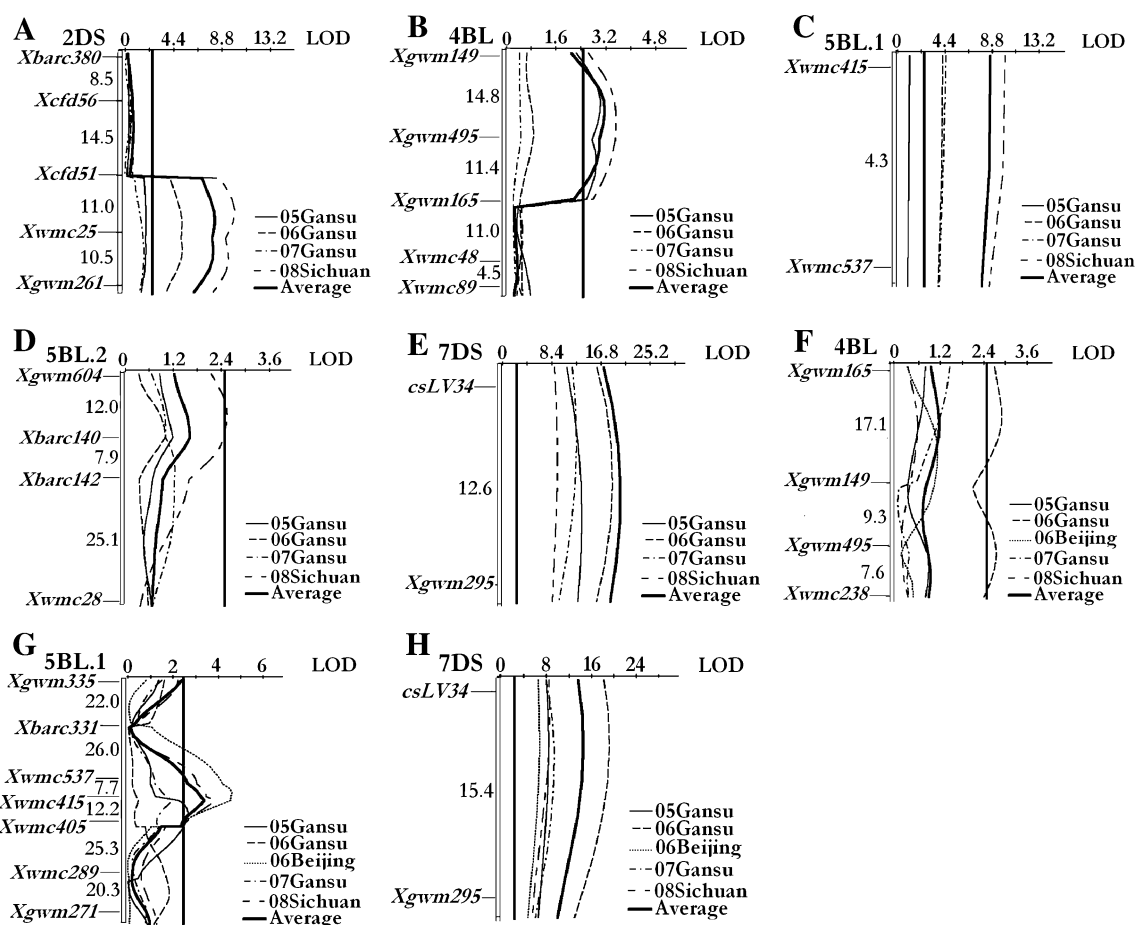 A 2DS 0 4.4 8.8 13.2 LOD
Xbarc380
8.5
Xcfd56
14.5
Xcfd51
11.0
Xwmc25
10.5
Xgwm261
05Gansu
06Gansu
07Gansu
08Sichuan
Average
B 4BL 0 1.6 3.2 4.8 LOD
Xgwm149
14.8
Xgwm495
11.4
Xgwm165
11.0
Xwmc48
4.5
Xwmc89
05Gansu
06Gansu
07Gansu
08Sichuan
Average
C 5BL.1 0 4.4 8.8 13.2 LOD
Xwmc415
4.3
Xwmc537
05Gansu
06Gansu
07Gansu
08Sichuan
Average
D 5BL.2 0 1.2 2.4 3.6 LOD
Xgwm604
12.0
Xbarc140
7.9
Xbarc142
25.1
Xwmc28
05Gansu
06Gansu
07Gansu
08Sichuan
Average
E 7DS 0 8.4 16.8 25.2 LOD
csLV34
12.6
Xgwm295
05Gansu
06Gansu
07Gansu
08Sichuan
Average
F 4BL 0 1.2 2.4 3.6 LOD
Xgwm165
17.1
Xgwm149
9.3
Xgwm495
7.6
Xwmc238
05Gansu
06Gansu
06Beijing
07Gansu
08Sichuan
Average
G 5BL.1 0 2 4 6 LOD
Xgwm335
22.0
Xbarc331
26.0
Xwmc537
7.7
Xwmc415
12.2
Xwmc405
25.3
Xwmc289
20.3
Xgwm271
05Gansu
06Gansu
06Beijing
07Gansu
08Sichuan
Average
H 7DS 0 8 16 24 LOD
csLV34
15.4
Xgwm295
05Gansu
06Gansu
06Beijing
07Gansu
08Sichuan
Average